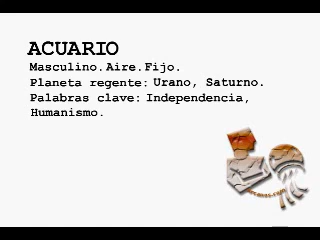 ACUARIO
Masculino. Aire. Fijo.
Planeta regente: Urano, Saturno.
Palabras clave: Independencia,
Humanismo.